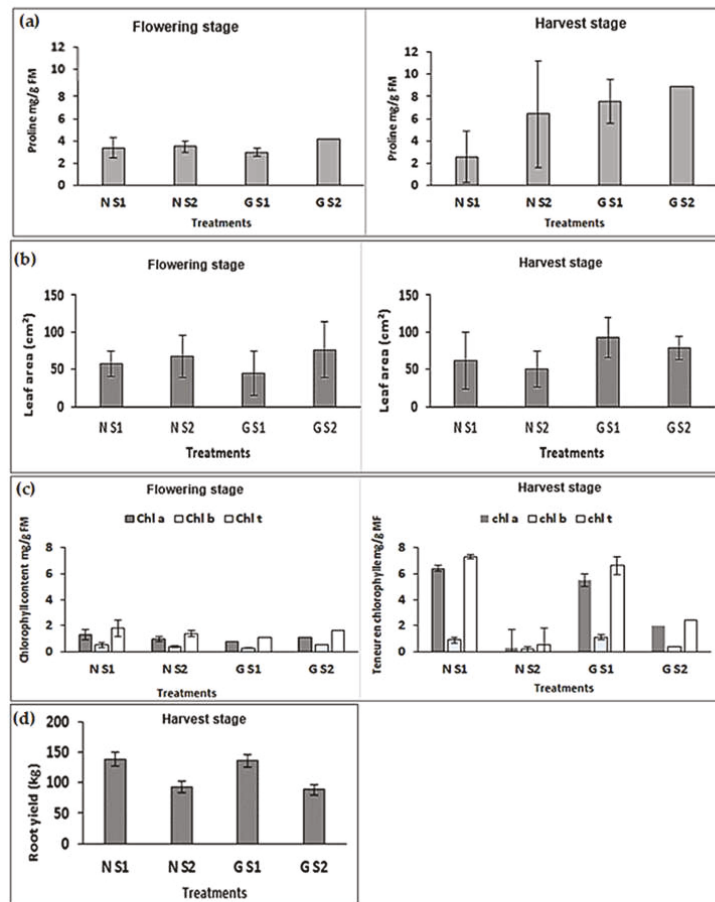 (a)
Flowering stage
12
10
8
6
4
2
0
Proline mg/g FM
N S1 N S2 G S1 G S2
Treatments
Harvest stage
12
10
8
6
4
2
0
Proline mg/g FM
N S1 N S2 G S1 G S2
Treatments
(b)
Flowering stage
150
100
50
0
Leaf area (cm²)
N S1 N S2 G S1 G S2
Treatments
Harvest stage
150
100
50
0
Leaf area (cm²)
N S1 N S2 G S1 G S2
Treatments
(c)
Flowering stage
Chl a Chl b Chl t
8
6
4
2
0
Chlorophyll content mg/g FM
N S1 N S2 G S1 G S2
Treatments
Harvest stage
chl a chl b chl t
8
6
4
2
0
Teneur en chlorophylle mg/g MF
N S1 N S2 G S1 G S2
Treatments
(d)
Harvest stage
200
150
100
50
0
Root yield (kg)
N S1 N S2 G S1 G S2
Treatments